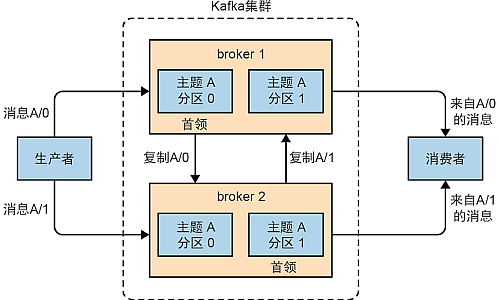 Kafka集群
broker 1
主题 A
分区 0
主题 A
分区 1
首领
消息A/0
来自A/0
的消息
生产者
复制A/0
复制A/1
消费者
broker 2
消息A/1
来自A/1
的消息
主题 A
分区 0
主题 A
分区 1
首领